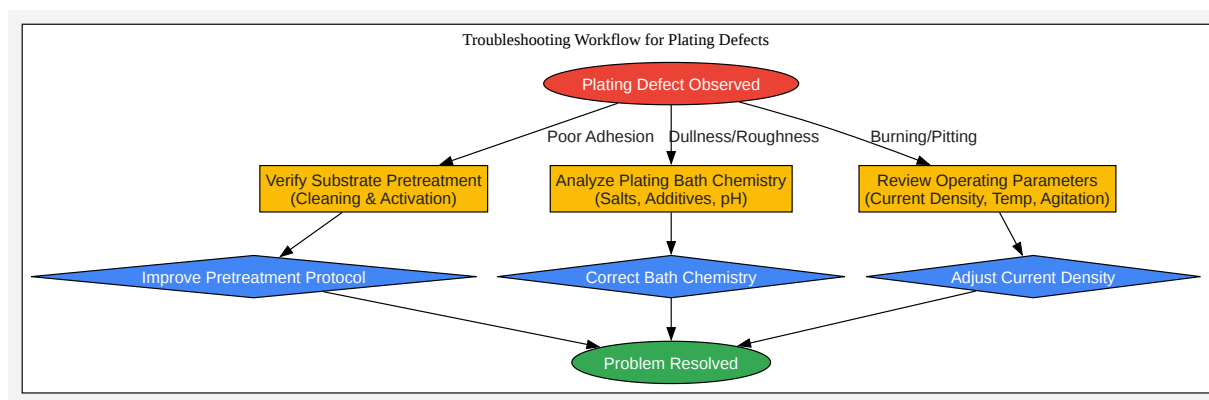 Troubleshooting Workflow for Plating Defects
Plating Defect Observed
Poor Adhesion
Dullness/Roughness
Burning/Pitting
Verify Substrate Pretreatment
(Cleaning & Activation)
Analyze Plating Bath Chemistry
(Salts, Additives, pH)
Review Operating Parameters
(Current Density, Temp, Agitation)
Improve Pretreatment Protocol
Correct Bath Chemistry
Adjust Current Density
Problem Resolved